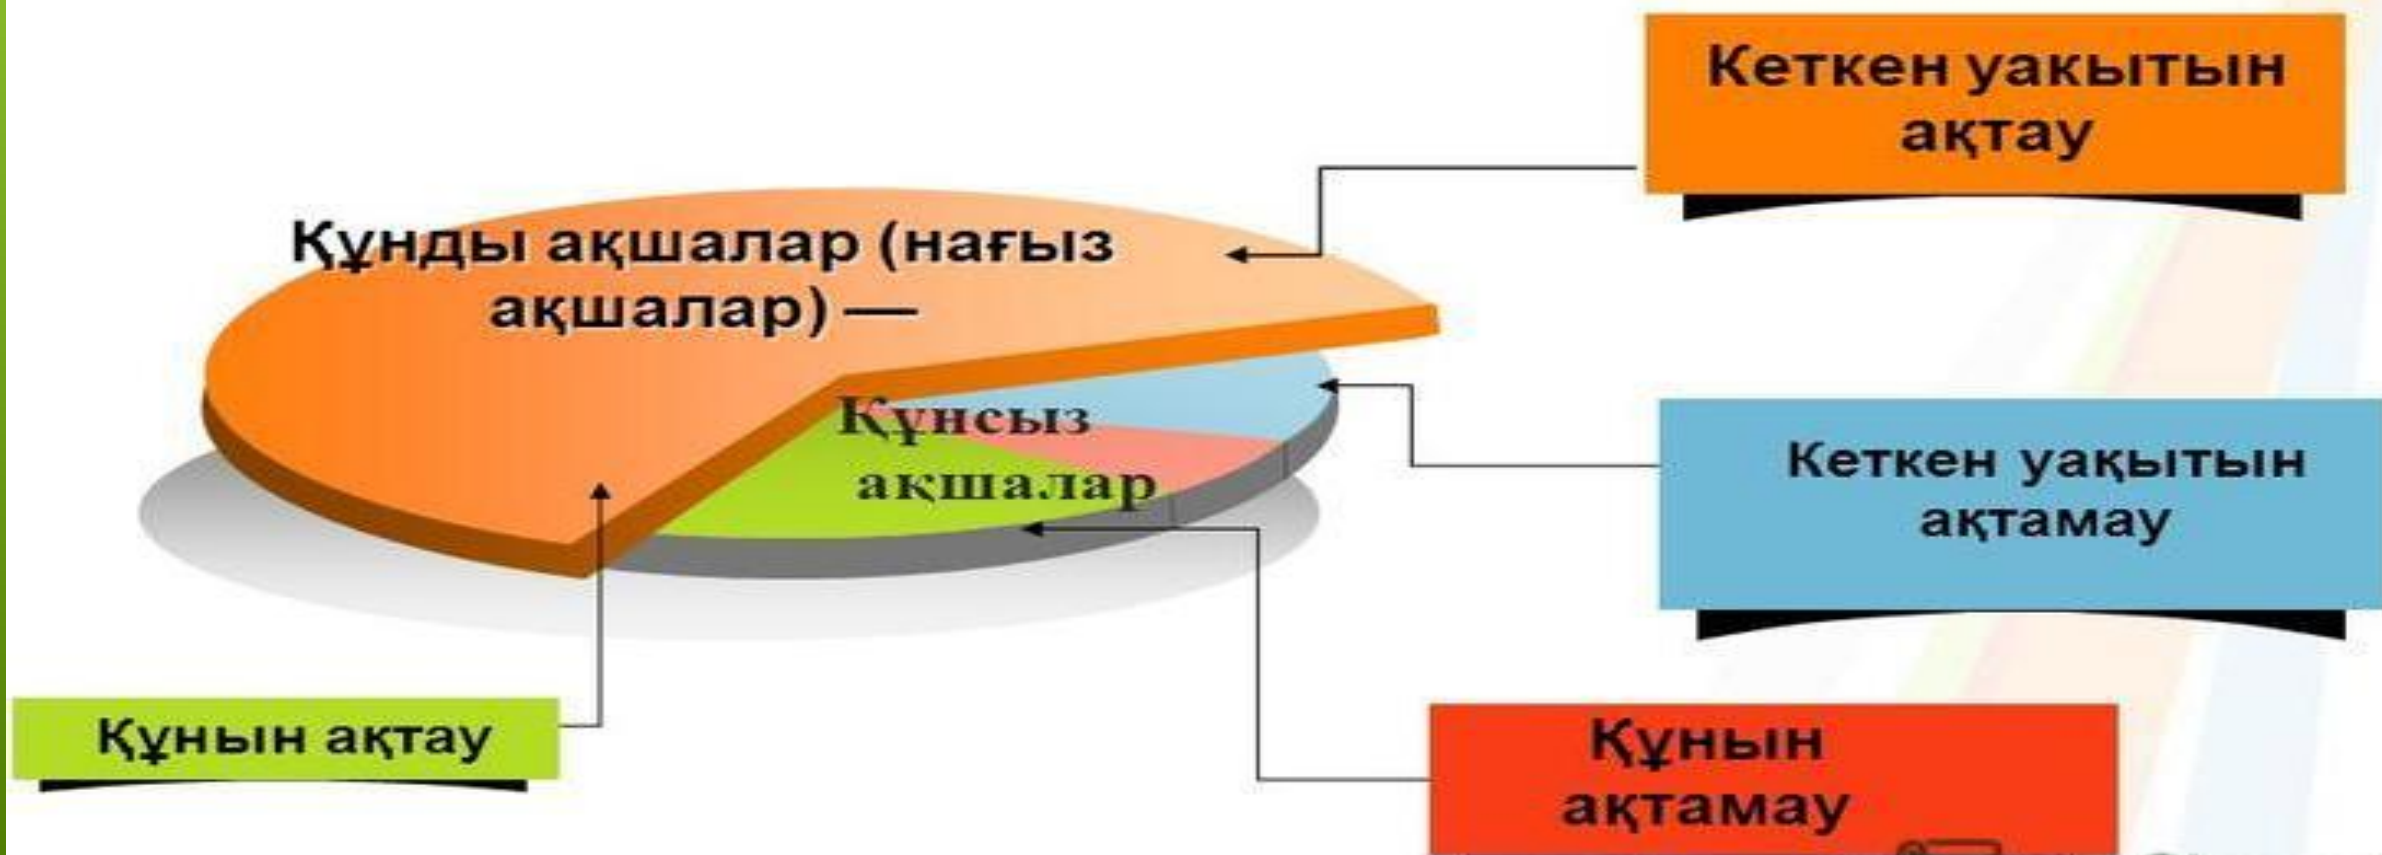 Кеткен уакытын
ақтау
Құнды ақшалар (нағыз
ақшалар) —
Құнсыз
ақшалар
Кеткен уақытын
ақтамау
Құнын ақтау
Құнын
ақтамау